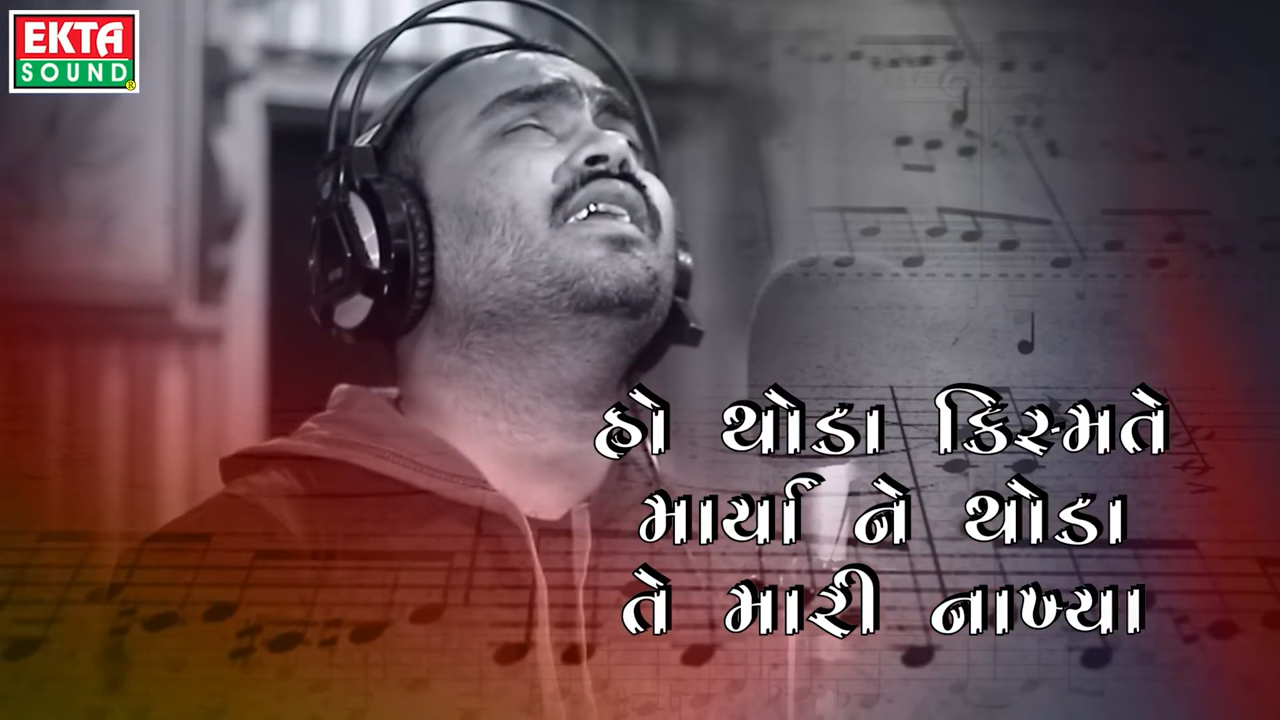 EKTA
SOUND
®
હો થોડા કિસ્મતે
માર્યા ને થોડા
તે મારી નાખ્યા